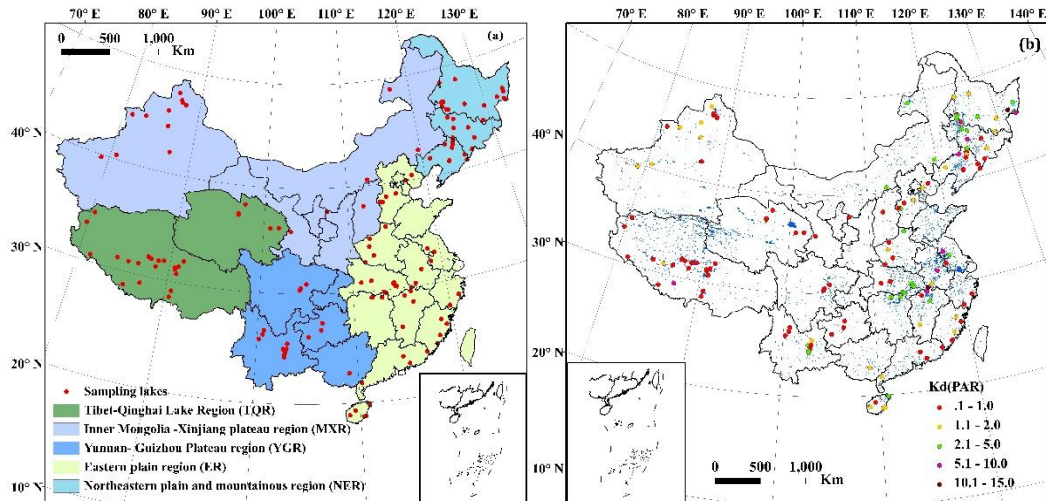 70° E 80° E 90° E 100° E 110° E 120° E 130° E
0 500 1,000
Km
(a)
40° N
30° N
20° N
10° N
Sampling lakes
Tibet-Qinghai Lake Region (TQR)
Inner Mongolia -Xinjiang plateau region (MXR)
Yunnan- Guizhou Plateau region (YGR)
Eastern plain region (ER)
Northeastern plain and mountainous region (NER)
70° E 80° E 90° E 100° E 110° E 120° E 130° E 140° E
(b)
40° N
30° N
20° N
10° N
Kd(PAR)
.1 - 1.0
1.1 - 2.0
2.1 - 5.0
5.1 - 10.0
10.1 - 15.0
0 500 1,000
Km